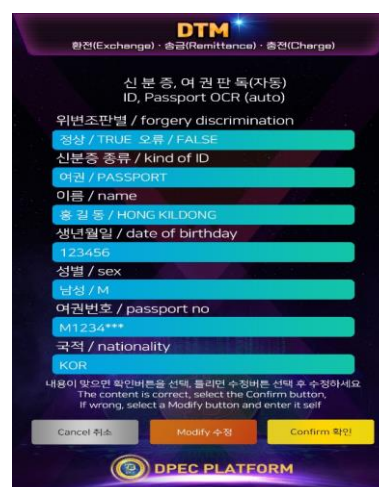 DTM
환전(Exchange) · 송금(Remittance) · 충전(Charge)
신 분 증, 여 권 판 독(자동)
ID, Passport OCR (auto)
위변조판별 / forgery discrimination
정상 / TRUE 오류 / FALSE
신분증 종류 / kind of ID
여권 / PASSPORT
이름 / name
홍 길 동 / HONG KILDONG
생년월일 / date of birthday
123456
성별 / sex
남성 / M
여권번호 / passport no
M1234***
국적 / nationality
KOR
내용이 맞으면 확인버튼을 선택, 틀리면 수정버튼 선택 후 수정하세요
The content is correct, select the Confirm button,
If wrong, select a Modify button and enter it self
Cancel 취소 Modify 수정 Confirm 확인
DPEC PLATFORM